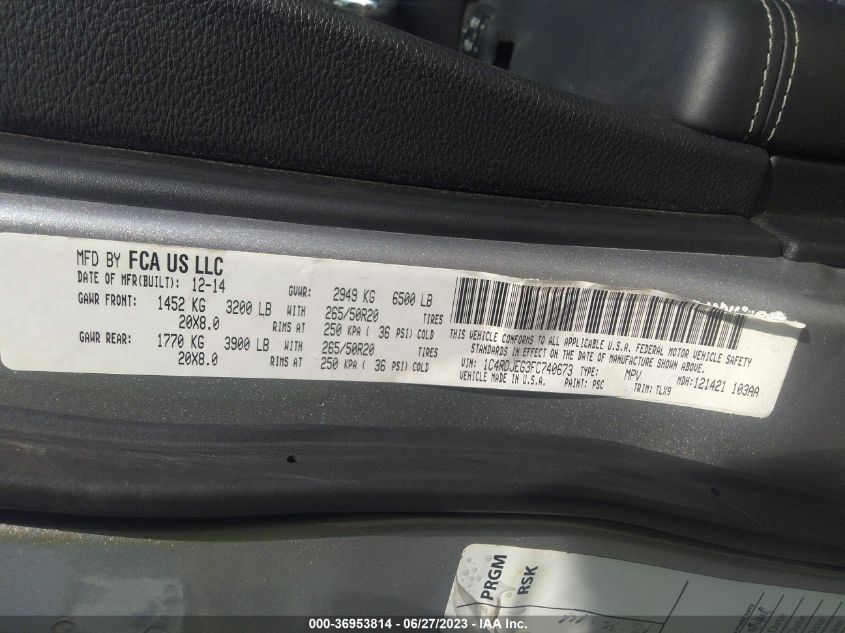 MFD BY FCA US LLC
DATE OF MFR(BUILT): 12-14 GVWR: 2949 KG 6500 LB
GAWR FRONT: 1452 KG 3200 LB WITH 265/50R20 TIRES
20X8.0 RIMS AT 250 KPA ( 36 PSI) COLD
GAWR REAR: 1770 KG 3900 LB WITH 265/50R20 TIRES
20X8.0 RIMS AT 250 KPA ( 36 PSI) COLD
THIS VEHICLE CONFORMS TO ALL APPLICABLE U.S.A. FEDERAL MOTOR VEHICLE SAFETY
STANDARDS IN EFFECT ON THE DATE OF MANUFACTURE SHOWN ABOVE.
VIN: 1C4RDJEG3FC740673 TYPE: MPV MDH:121421 103AA
VEHICLE MADE IN U.S.A. PAINT: PSC TRIM: TLX9
PRGM
RSK
Date
Date
000-36953814 / 06/27/2023 / IAA Inc.